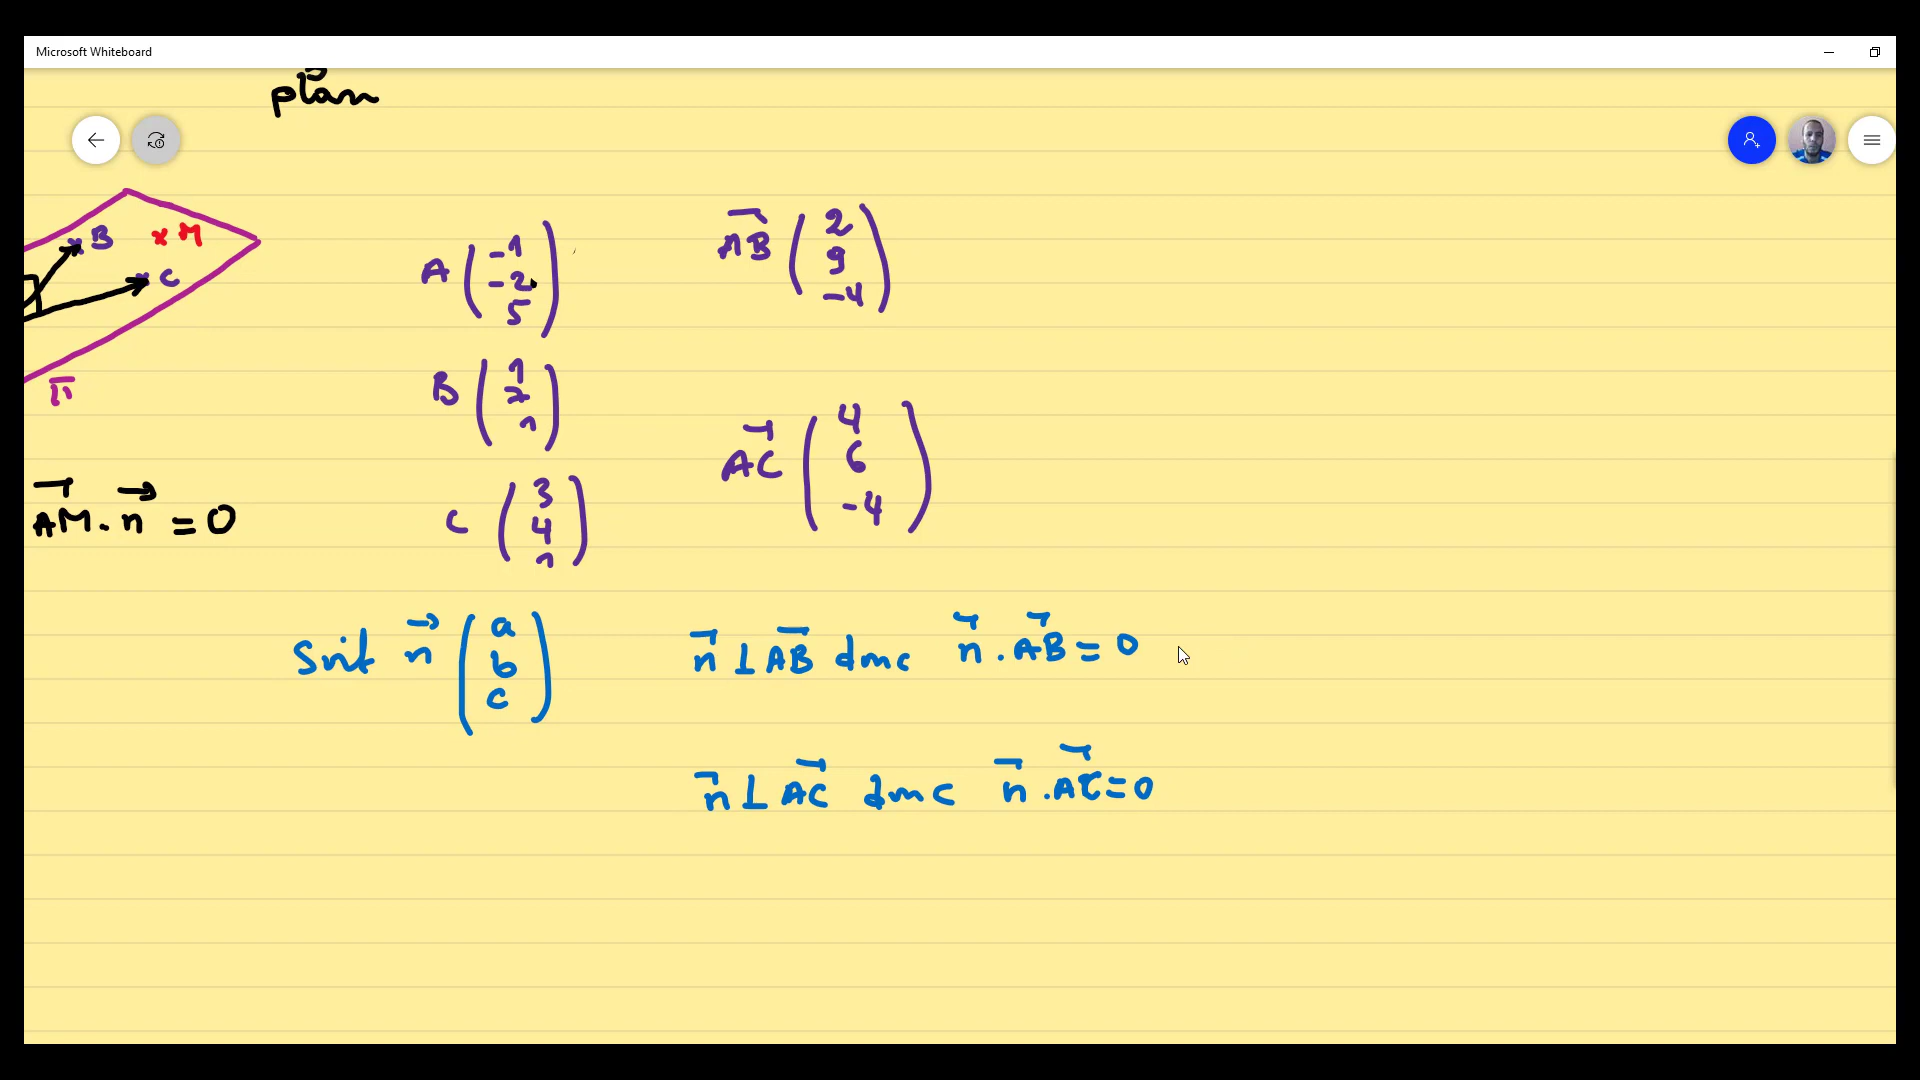 Microsoft Whiteboard
plan
B
M
C
π
AM . n = 0
A ( -1
-2
5 )
B ( 1
7
1 )
C ( 3
4
1 )
AB ( 2
9
-4 )
AC ( 4
6
-4 )
Soit n ( a
b
c )
n ⊥ AB donc n . AB = 0
n ⊥ AC donc n . AC = 0